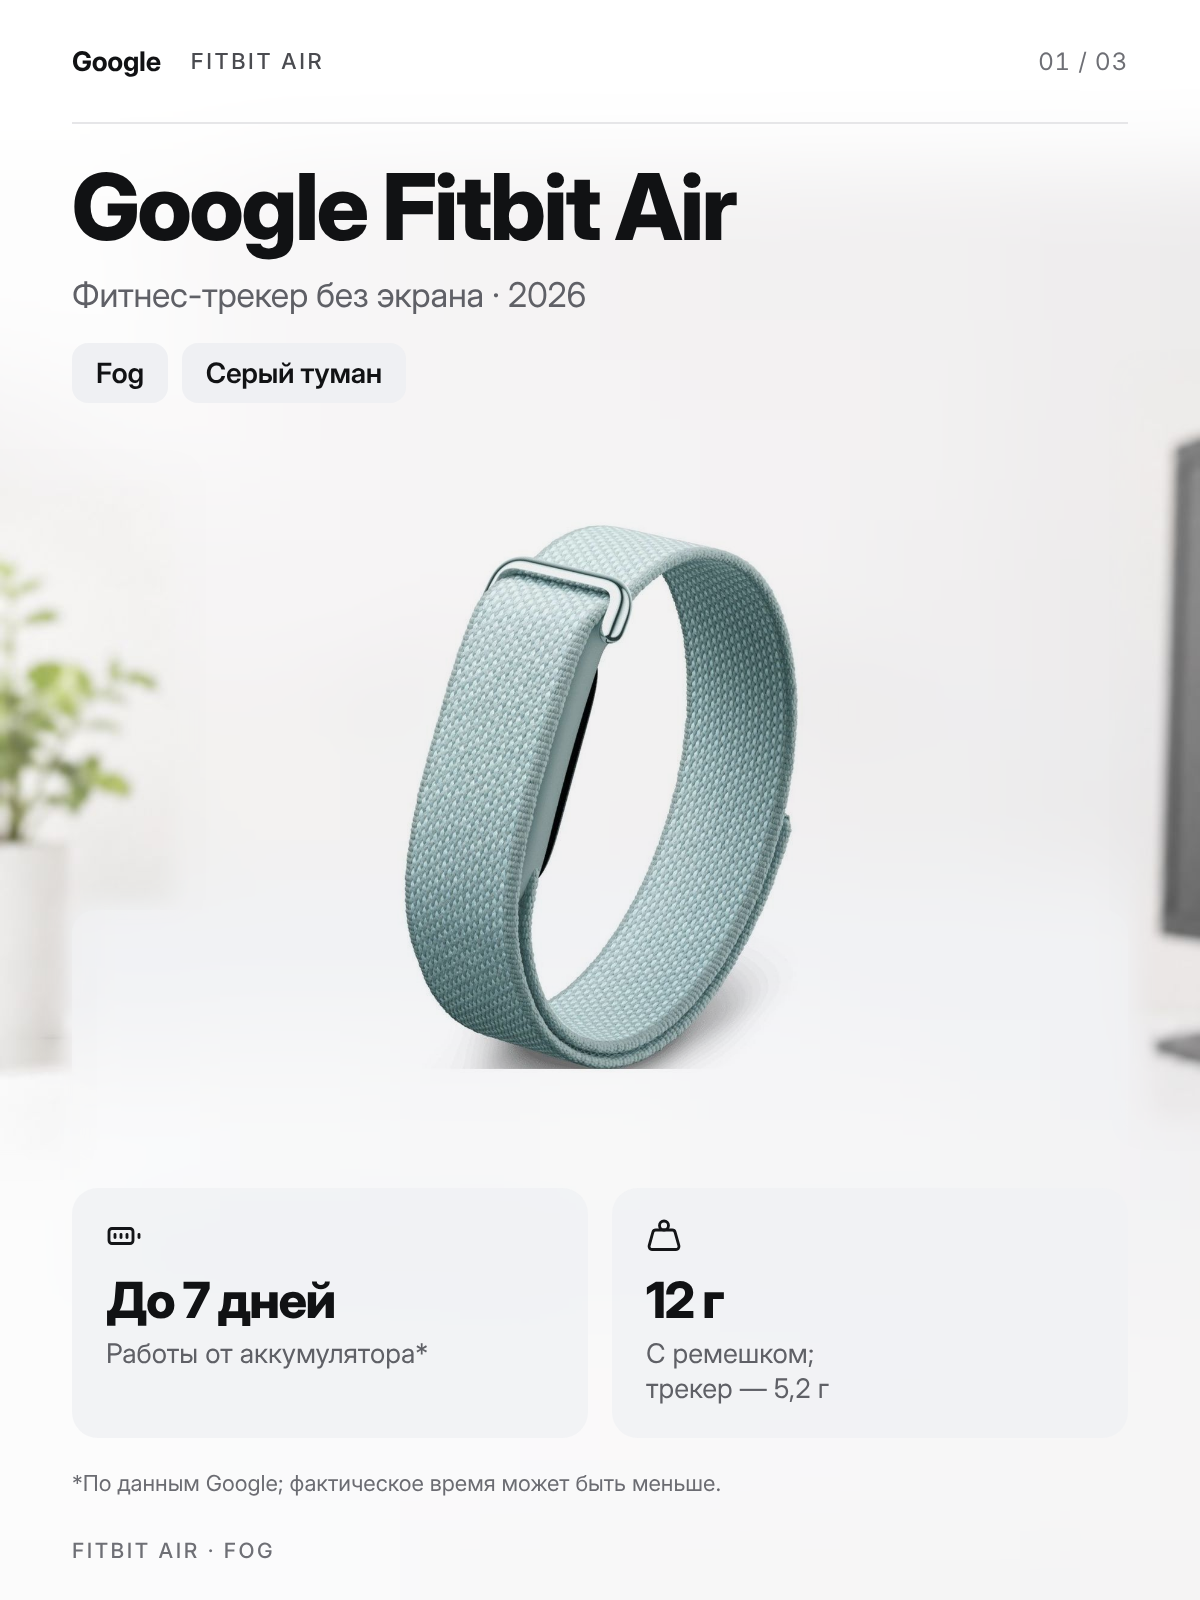 Google FITBIT AIR 01 / 03
Google Fitbit Air
Фитнес-трекер без экрана · 2026
Fog Серый туман
До 7 дней
Работы от аккумулятора*
12 г
С ремешком;
трекер — 5,2 г
*По данным Google; фактическое время может быть меньше.
FITBIT AIR · FOG